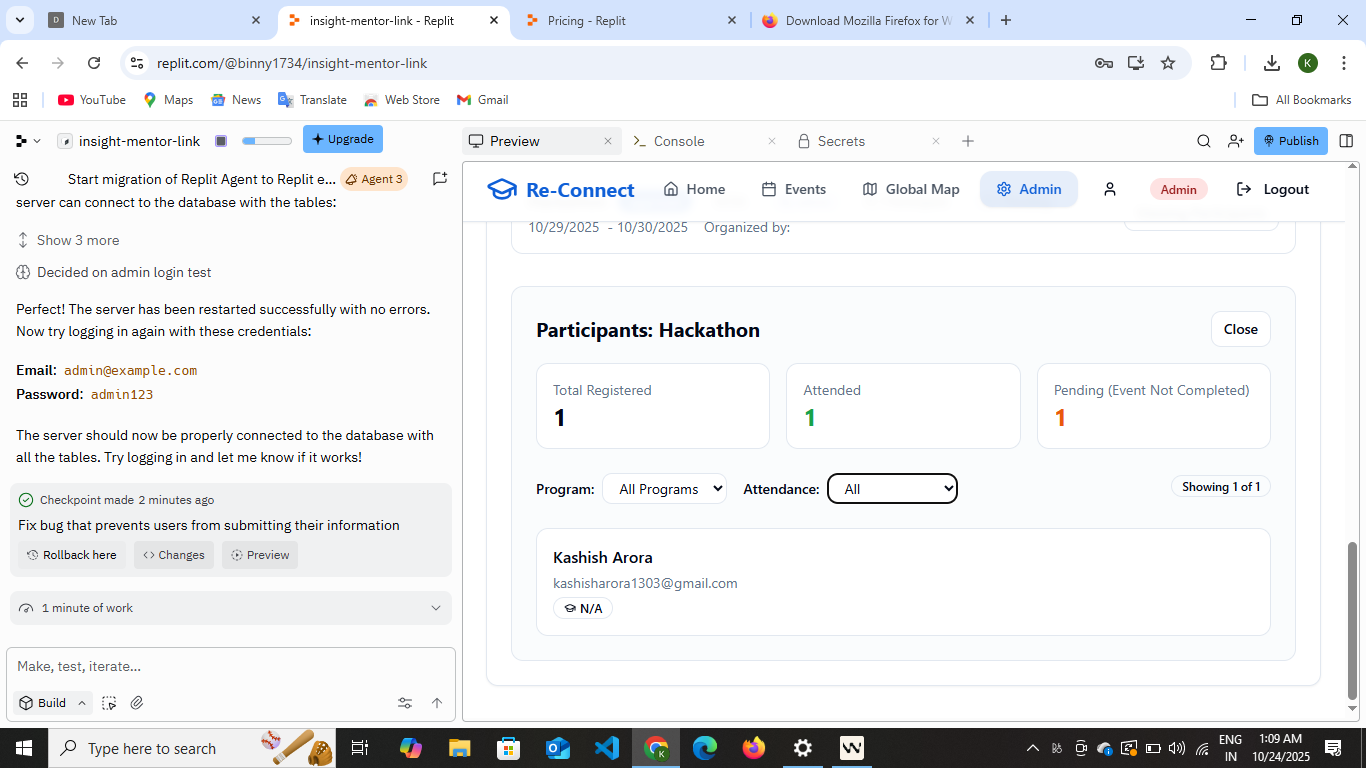 New Tab
insight-mentor-link - Replit
Pricing - Replit
Download Mozilla Firefox for W
replit.com/@binny1734/insight-mentor-link
K
YouTube
Maps
News
Translate
Web Store
Gmail
All Bookmarks
insight-mentor-link
Upgrade
Preview
Console
Secrets
Publish
Start migration of Replit Agent to Replit e...
Agent 3
server can connect to the database with the tables:
Show 3 more
Decided on admin login test
Perfect! The server has been restarted successfully with no errors.
Now try logging in again with these credentials:
Email: admin@example.com
Password: admin123
The server should now be properly connected to the database with
all the tables. Try logging in and let me know if it works!
Checkpoint made 2 minutes ago
Fix bug that prevents users from submitting their information
Rollback here
Changes
Preview
1 minute of work
Make, test, iterate...
Build
Re-Connect
Home
Events
Global Map
Admin
Admin
Logout
10/29/2025 - 10/30/2025 Organized by:
Participants: Hackathon
Close
Total Registered
1
Attended
1
Pending (Event Not Completed)
1
Program: All Programs
Attendance: All
Showing 1 of 1
Kashish Arora
kashisharora1303@gmail.com
N/A
Type here to search
ENG
IN
1:09 AM
10/24/2025